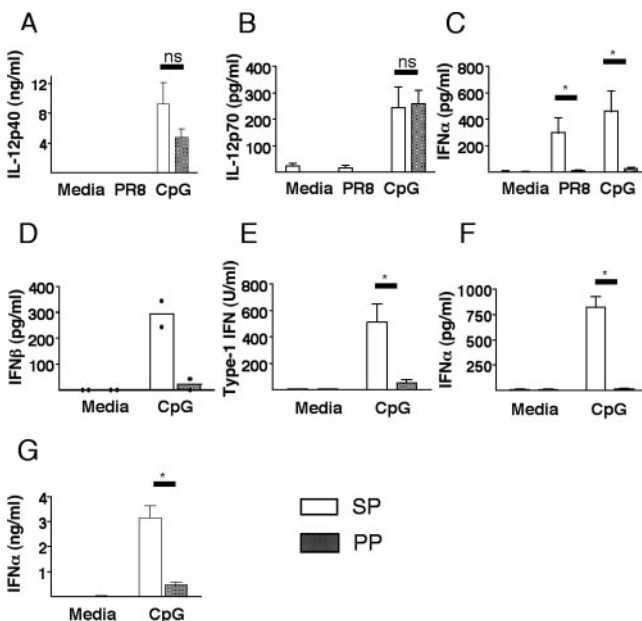 A
B
C
IL-12p40 (ng/ml)
12
8
4
ns
Media PR8 CpG
IL-12p70 (pg/ml)
400
300
200
100
ns
Media PR8 CpG
IFNα (pg/ml)
800
600
400
200
*
*
Media PR8 CpG
D
E
F
IFNβ (pg/ml)
400
300
200
100
Media CpG
Type-1 IFN (U/ml)
800
600
400
200
*
Media CpG
IFNα (pg/ml)
1000
750
500
250
*
Media CpG
G
IFNα (ng/ml)
4
3
2
1
*
Media CpG
SP
PP